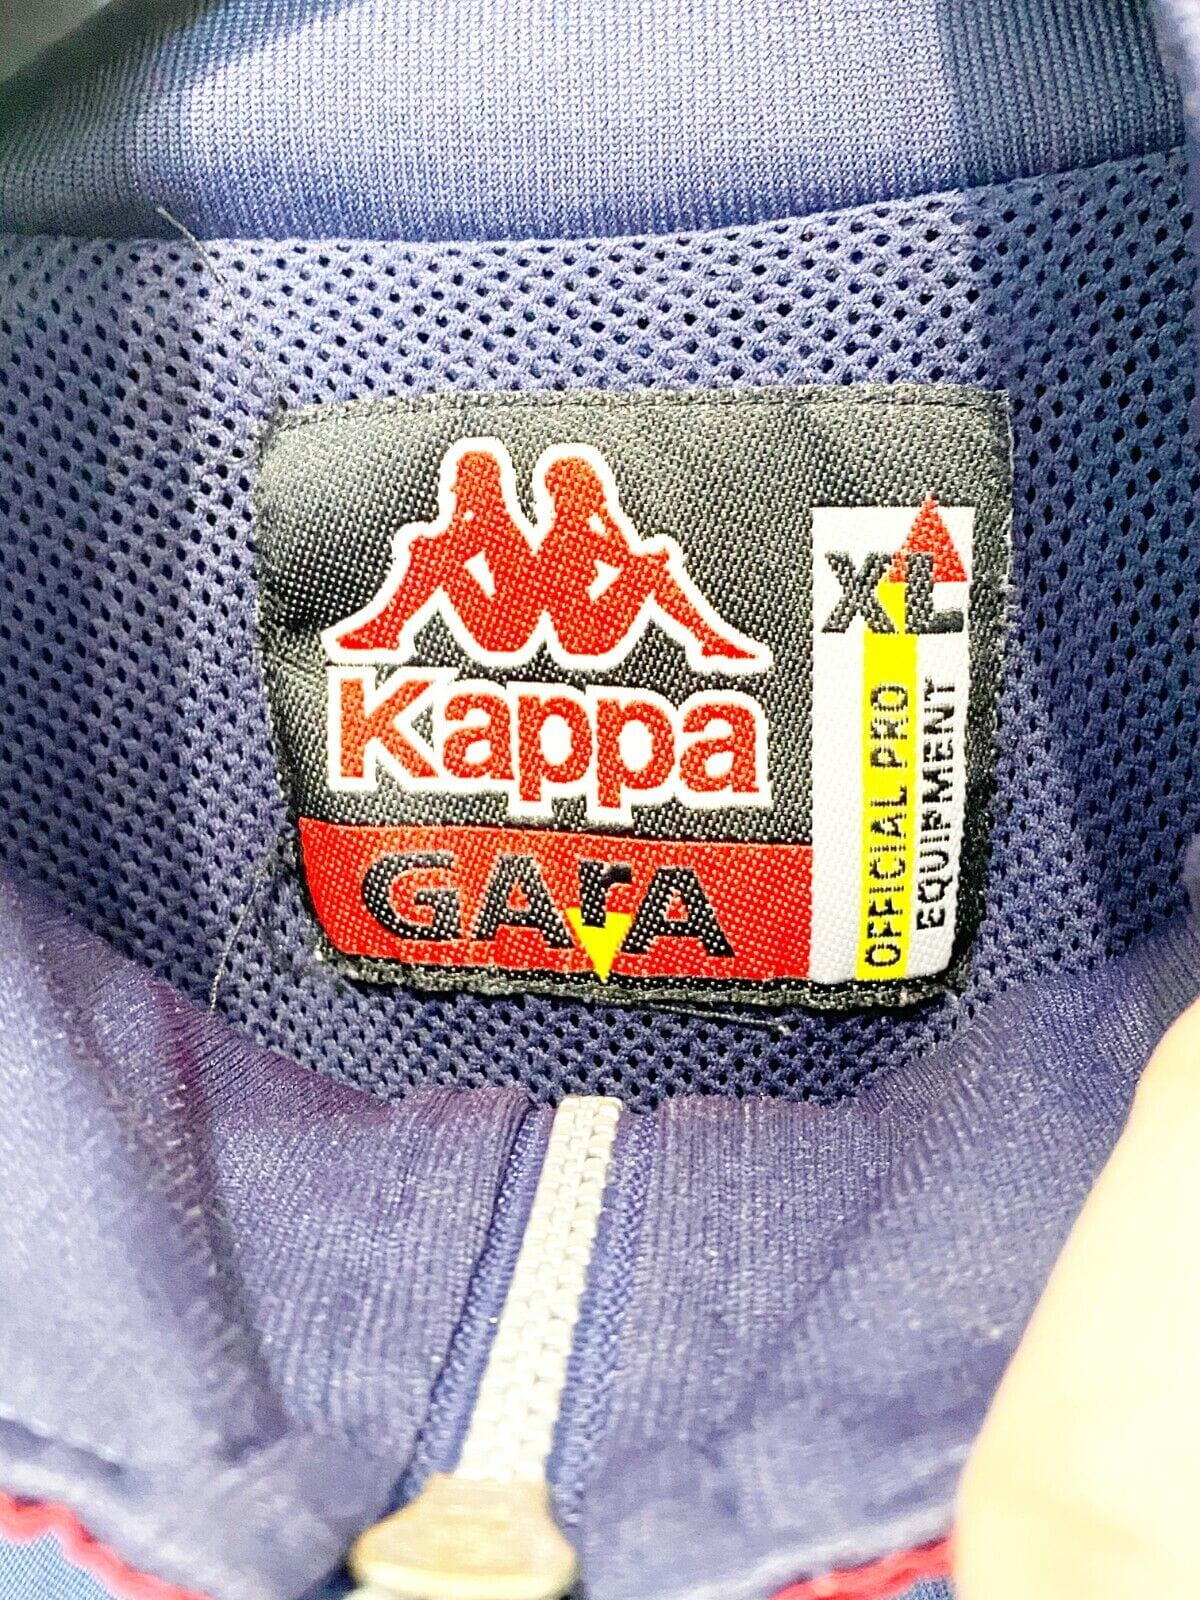 Kappa
GArA
XL
OFFICIAL PRO
EQUIPMENT